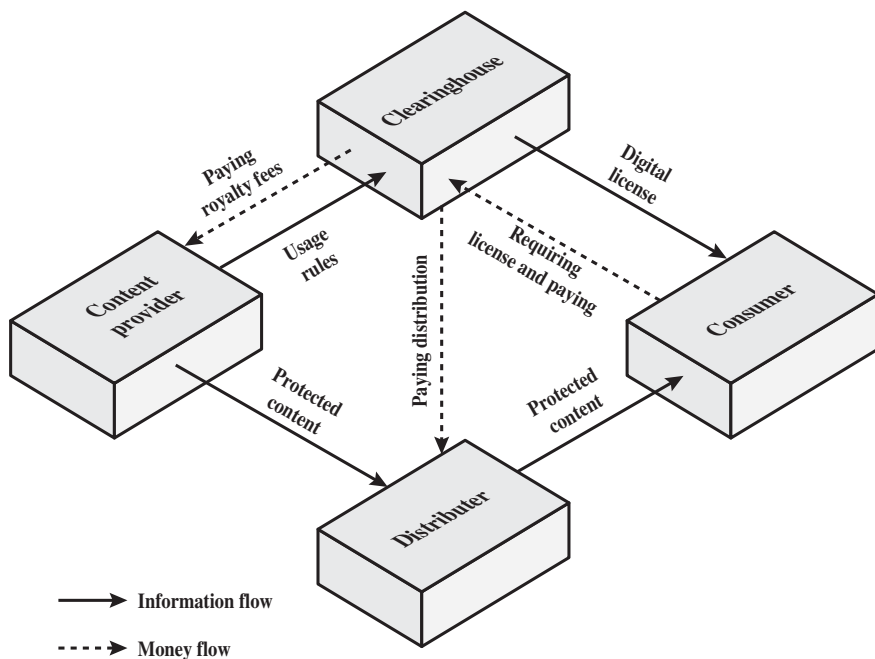 Clearinghouse
Paying
royalty fees
Usage
rules
Digital
license
Requiring
license and paying
Content
provider
Paying distribution
Consumer
Protected
content
Protected
content
Distributer
Information flow
Money flow